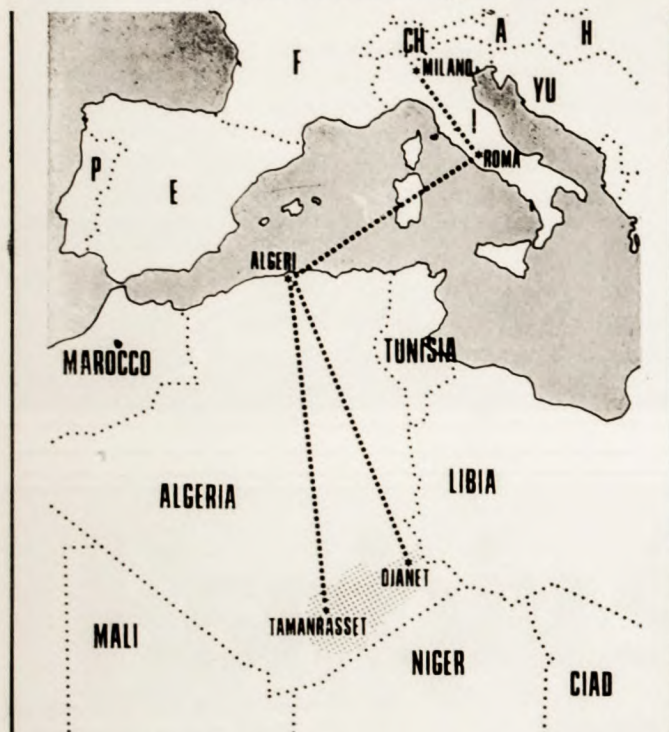 CH
A
H
F
MILANO
YU
I
ROMA
P
E
ALGERI
MAROCCO
TUNISIA
ALGERIA
LIBIA
DJANET
TAMANRASSET
MALI
NIGER
CIAD